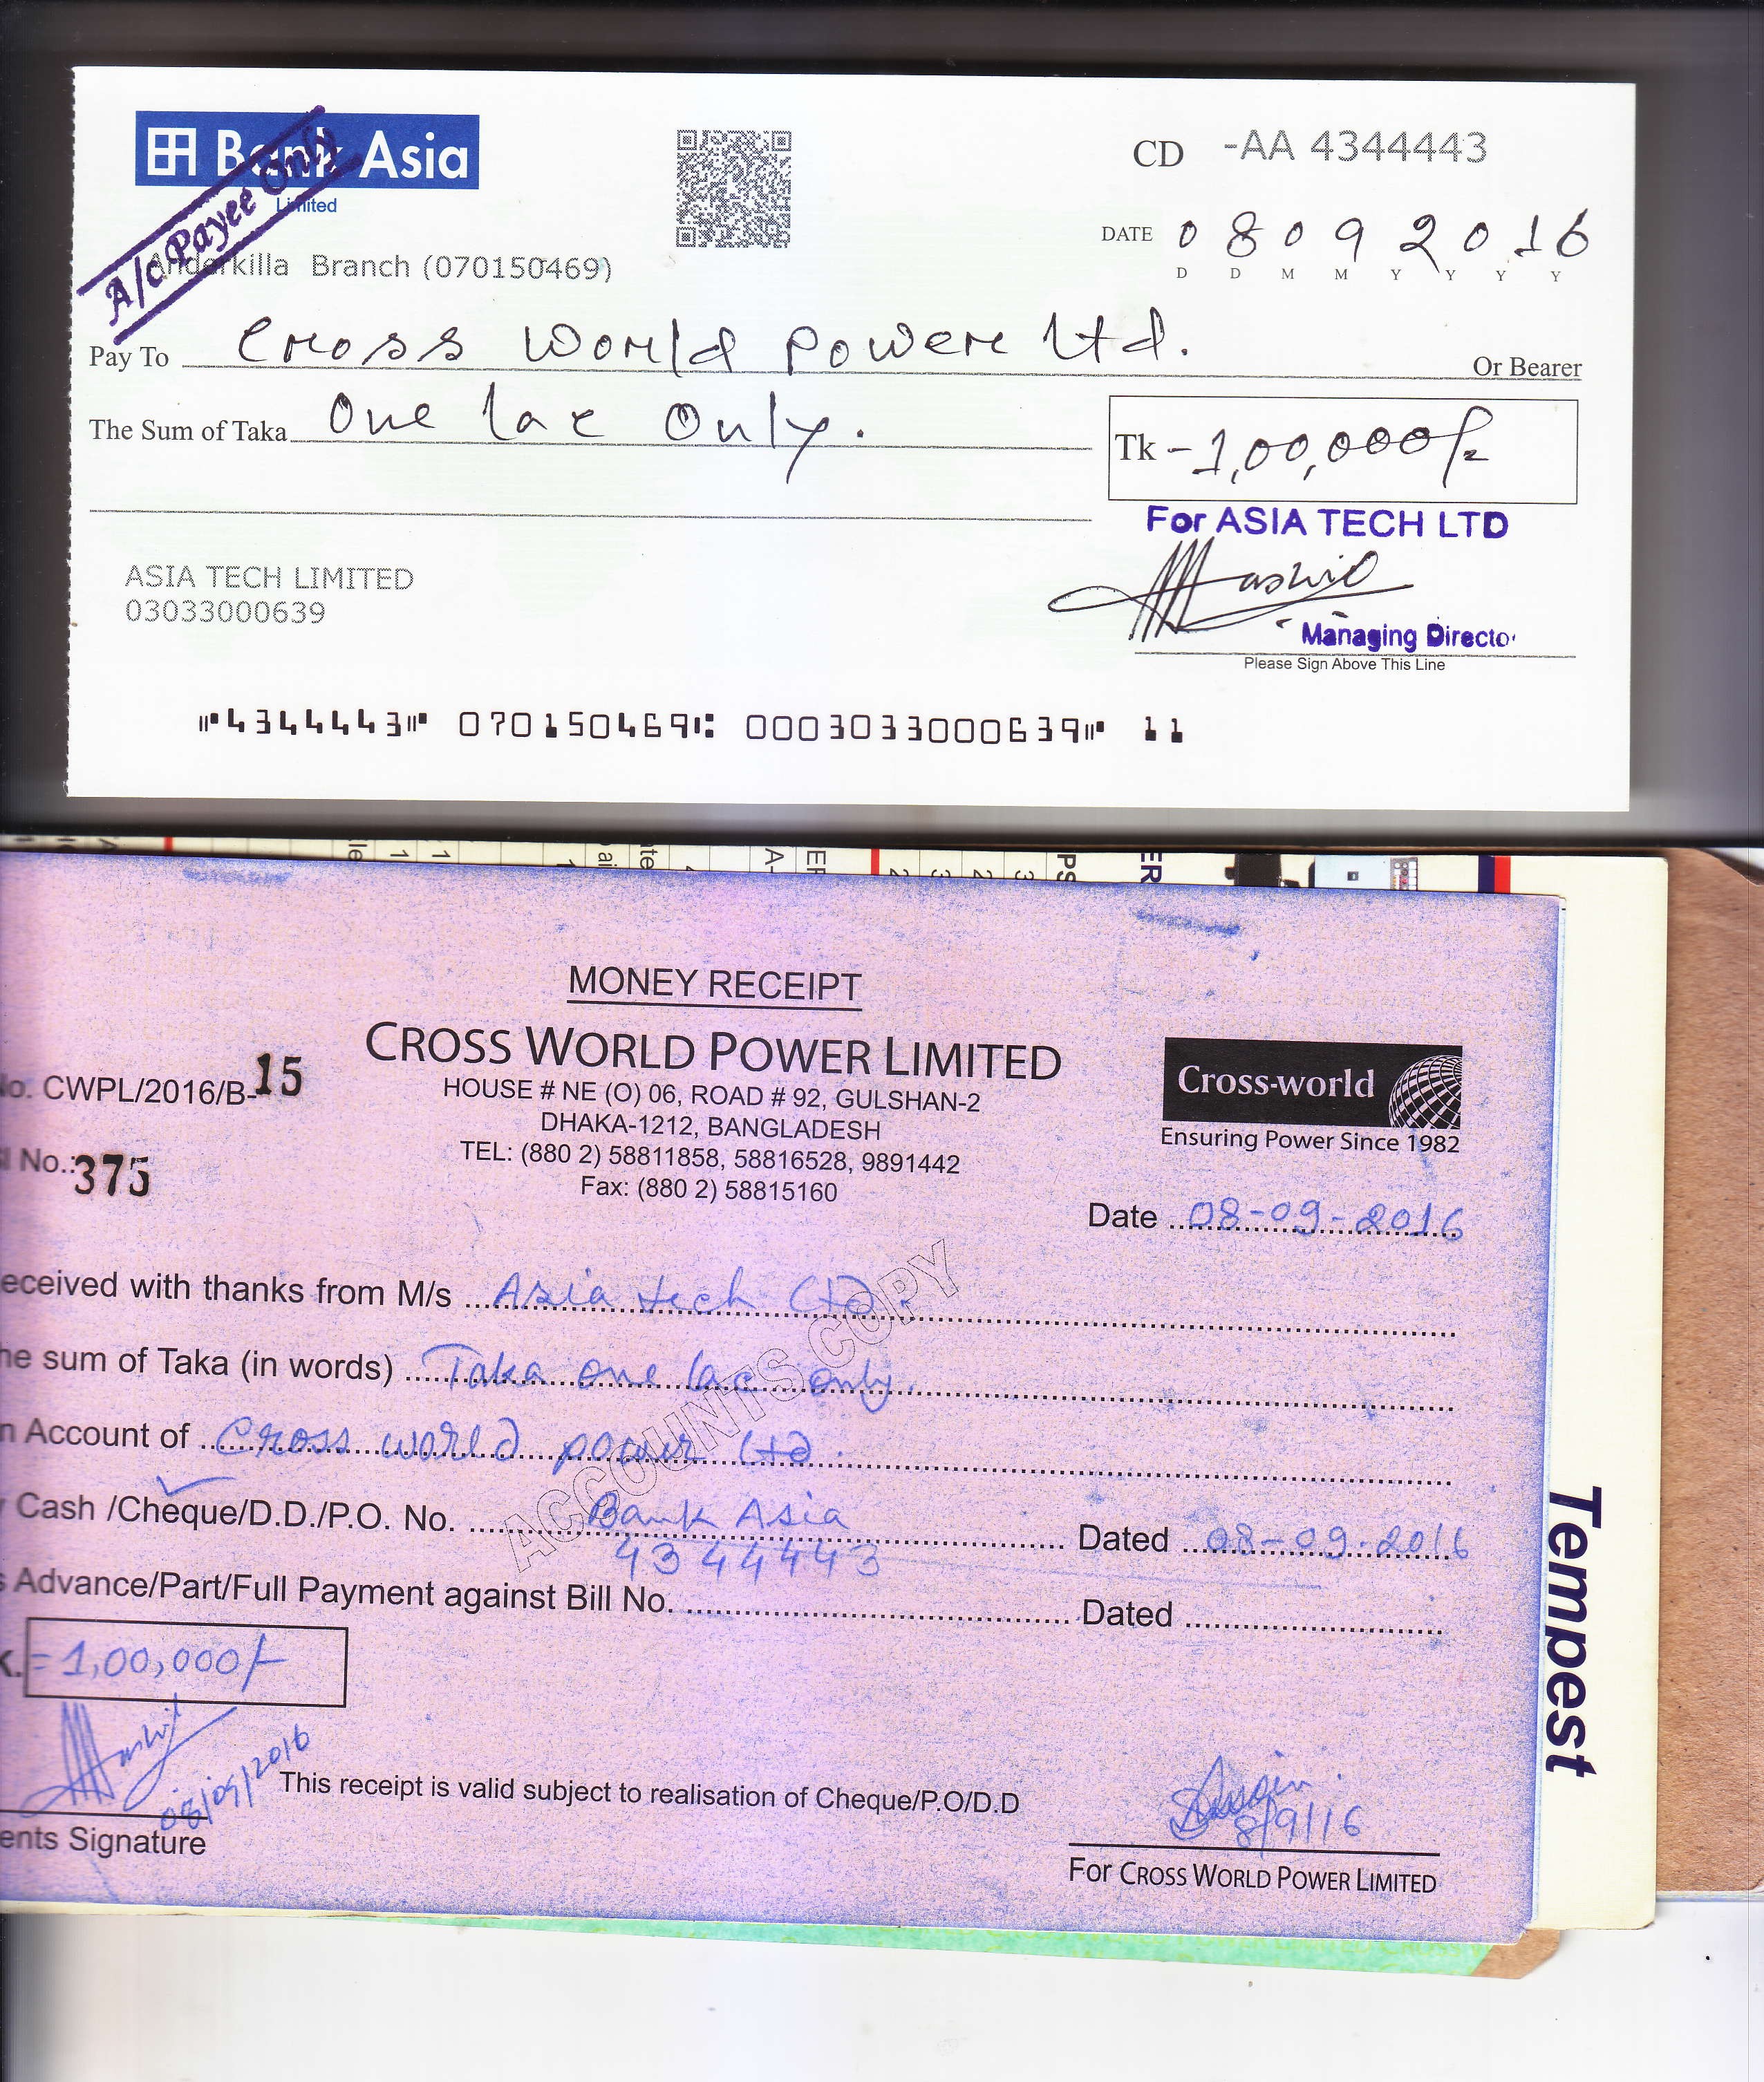 Bank Asia
Limited
A/c Payee Only
CD -AA 4344443
DATE 08092016
D D M M Y Y Y Y
Anderkilla Branch (070150469)
Pay To Cross World Power Ltd. Or Bearer
The Sum of Taka One lac Only.
Tk -1,00,000/-
For ASIA TECH LTD
ASIA TECH LIMITED
03033000639
Managing Directo
Please Sign Above This Line
4344443 070150469 0003033000639 11
MONEY RECEIPT
CROSS WORLD POWER LIMITED
HOUSE # NE (O) 06, ROAD # 92, GULSHAN-2
DHAKA-1212, BANGLADESH
TEL: (880 2) 58811858, 58816528, 9891442
Fax: (880 2) 58815160
Cross-world
Ensuring Power Since 1982
o. CWPL/2016/B-15
l No.:375
Date 08-09-2016
eceived with thanks from M/s Asia tech Ltd.
he sum of Taka (in words) Taka one lac only.
n Account of Cross world power Ltd.
Cash /Cheque/D.D./P.O. No. Bank Asia Dated 08-09-2016
4344443
s Advance/Part/Full Payment against Bill No. Dated
K. =1,00,000/-
ACCOUNTS COPY
08/09/2016
This receipt is valid subject to realisation of Cheque/P.O/D.D
8/9/16
ents Signature
For CROSS WORLD POWER LIMITED
Tempest